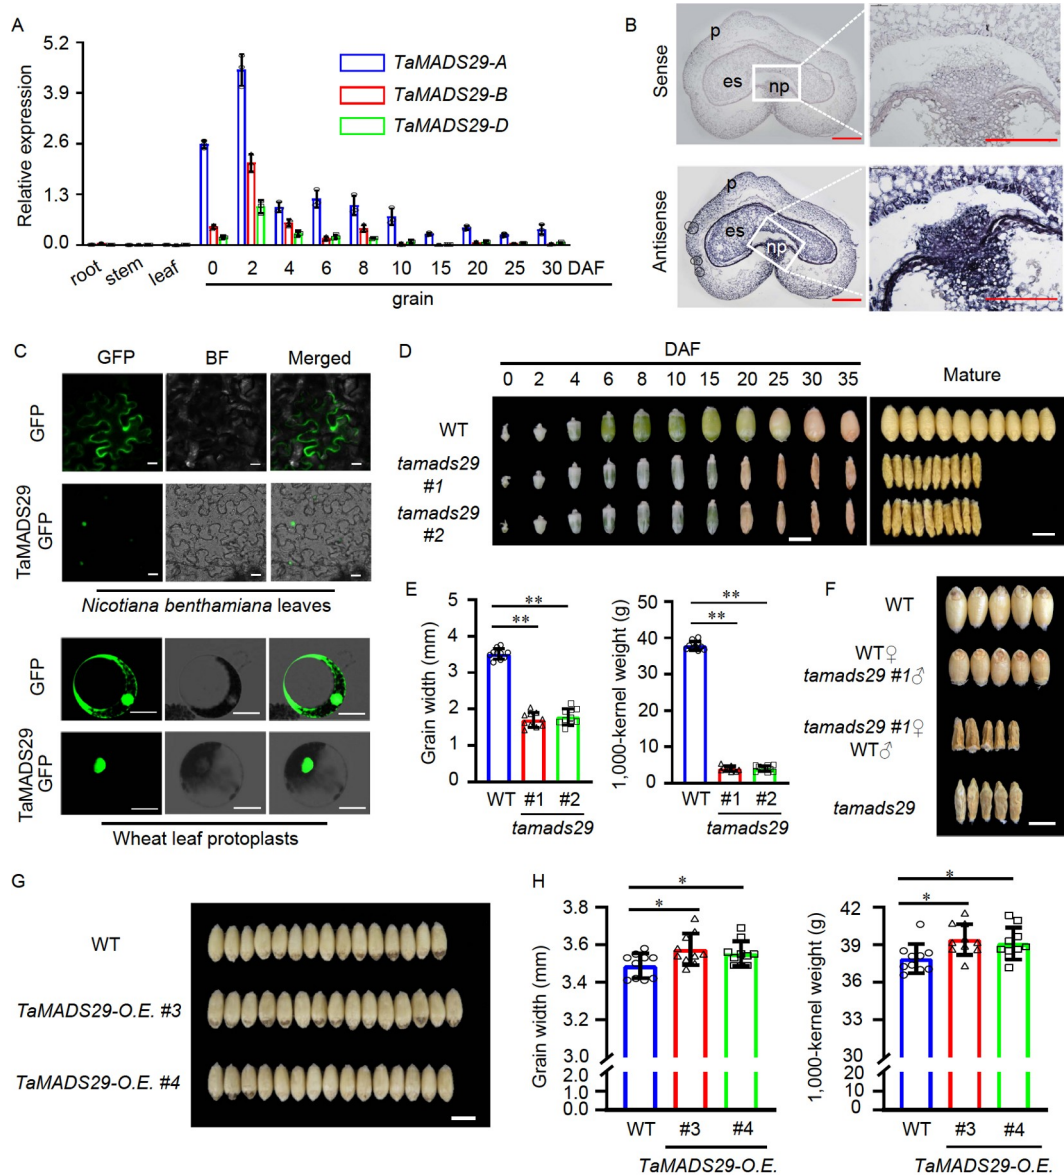 A
Relative expression
5.2
3.9
2.6
1.3
0.0
TaMADS29-A
TaMADS29-B
TaMADS29-D
root
stem
leaf
0 2 4 6 8 10 15 20 25 30 DAF
grain
B
Sense
p
es
np
Antisense
p
es
np
C
GFP BF Merged
GFP
TaMADS29
GFP
Nicotiana benthamiana leaves
GFP
TaMADS29
GFP
Wheat leaf protoplasts
D
DAF
0 2 4 6 8 10 15 20 25 30 35
Mature
WT
tamads29
#1
tamads29
#2
E
Grain width (mm)
5
4
3
2
1
0
**
**
WT #1 #2
tamads29
1,000-kernel weight (g)
50
40
30
20
10
0
**
**
WT #1 #2
tamads29
F
WT
WT♀
tamads29 #1♂
tamads29 #1♀
WT♂
tamads29
G
WT
TaMADS29-O.E. #3
TaMADS29-O.E. #4
H
Grain width (mm)
3.8
3.6
3.4
3.2
3.0
2.0
1.0
0.0
*
*
WT #3 #4
TaMADS29-O.E.
1,000-kernel weight (g)
42
39
36
33
30
20
10
0
*
*
WT #3 #4
TaMADS29-O.E.